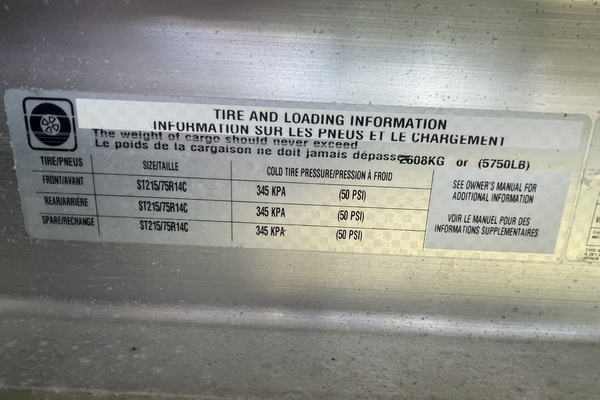 TIRE AND LOADING INFORMATION
INFORMATION SUR LES PNEUS ET LE CHARGEMENT
The weight of cargo should never exceed
Le poids de la cargaison ne doit jamais dépasser 2608KG or (5750LB)
TIRE/PNEUS SIZE/TAILLE COLD TIRE PRESSURE/PRESSION À FROID
FRONT/AVANT ST215/75R14C 345 KPA (50 PSI)
REAR/ARRIÈRE ST215/75R14C 345 KPA (50 PSI)
SPARE/RECHANGE ST215/75R14C 345 KPA (50 PSI)
SEE OWNER'S MANUAL FOR
ADDITIONAL INFORMATION
VOIR LE MANUEL POUR DES
INFORMATIONS SUPPLEMENTAIRES